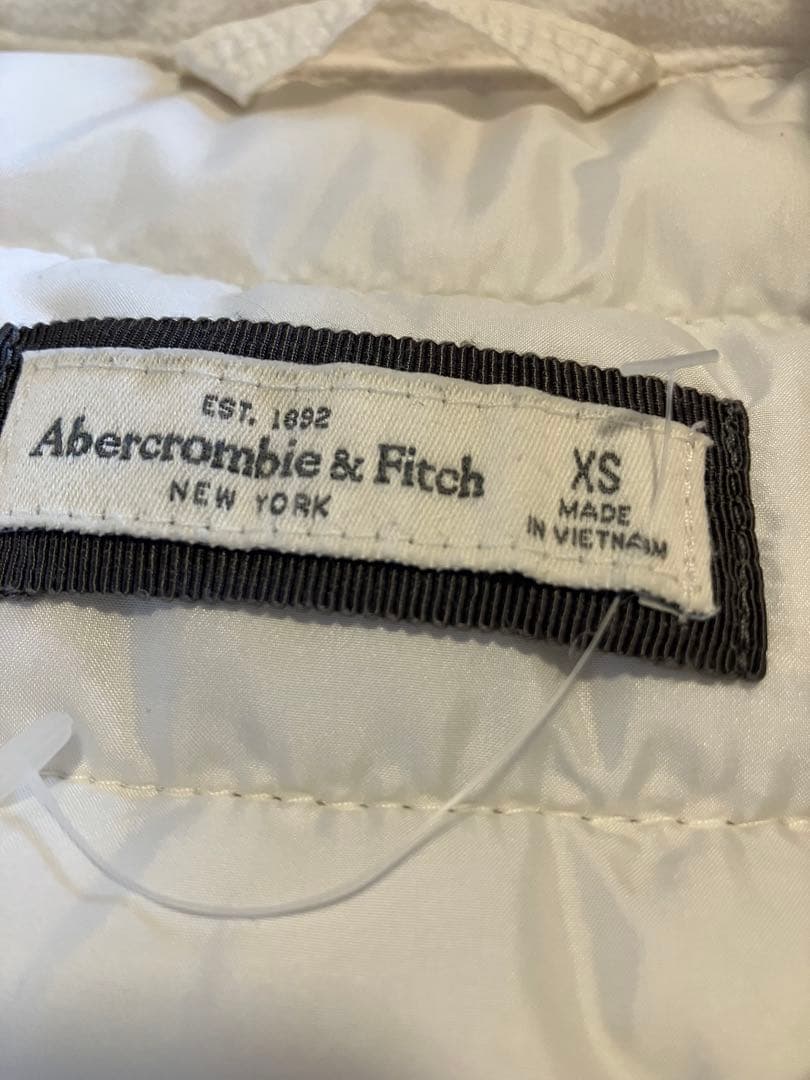 EST. 1892
Abercrombie & Fitch
NEW YORK
XS
MADE
IN VIETNAM